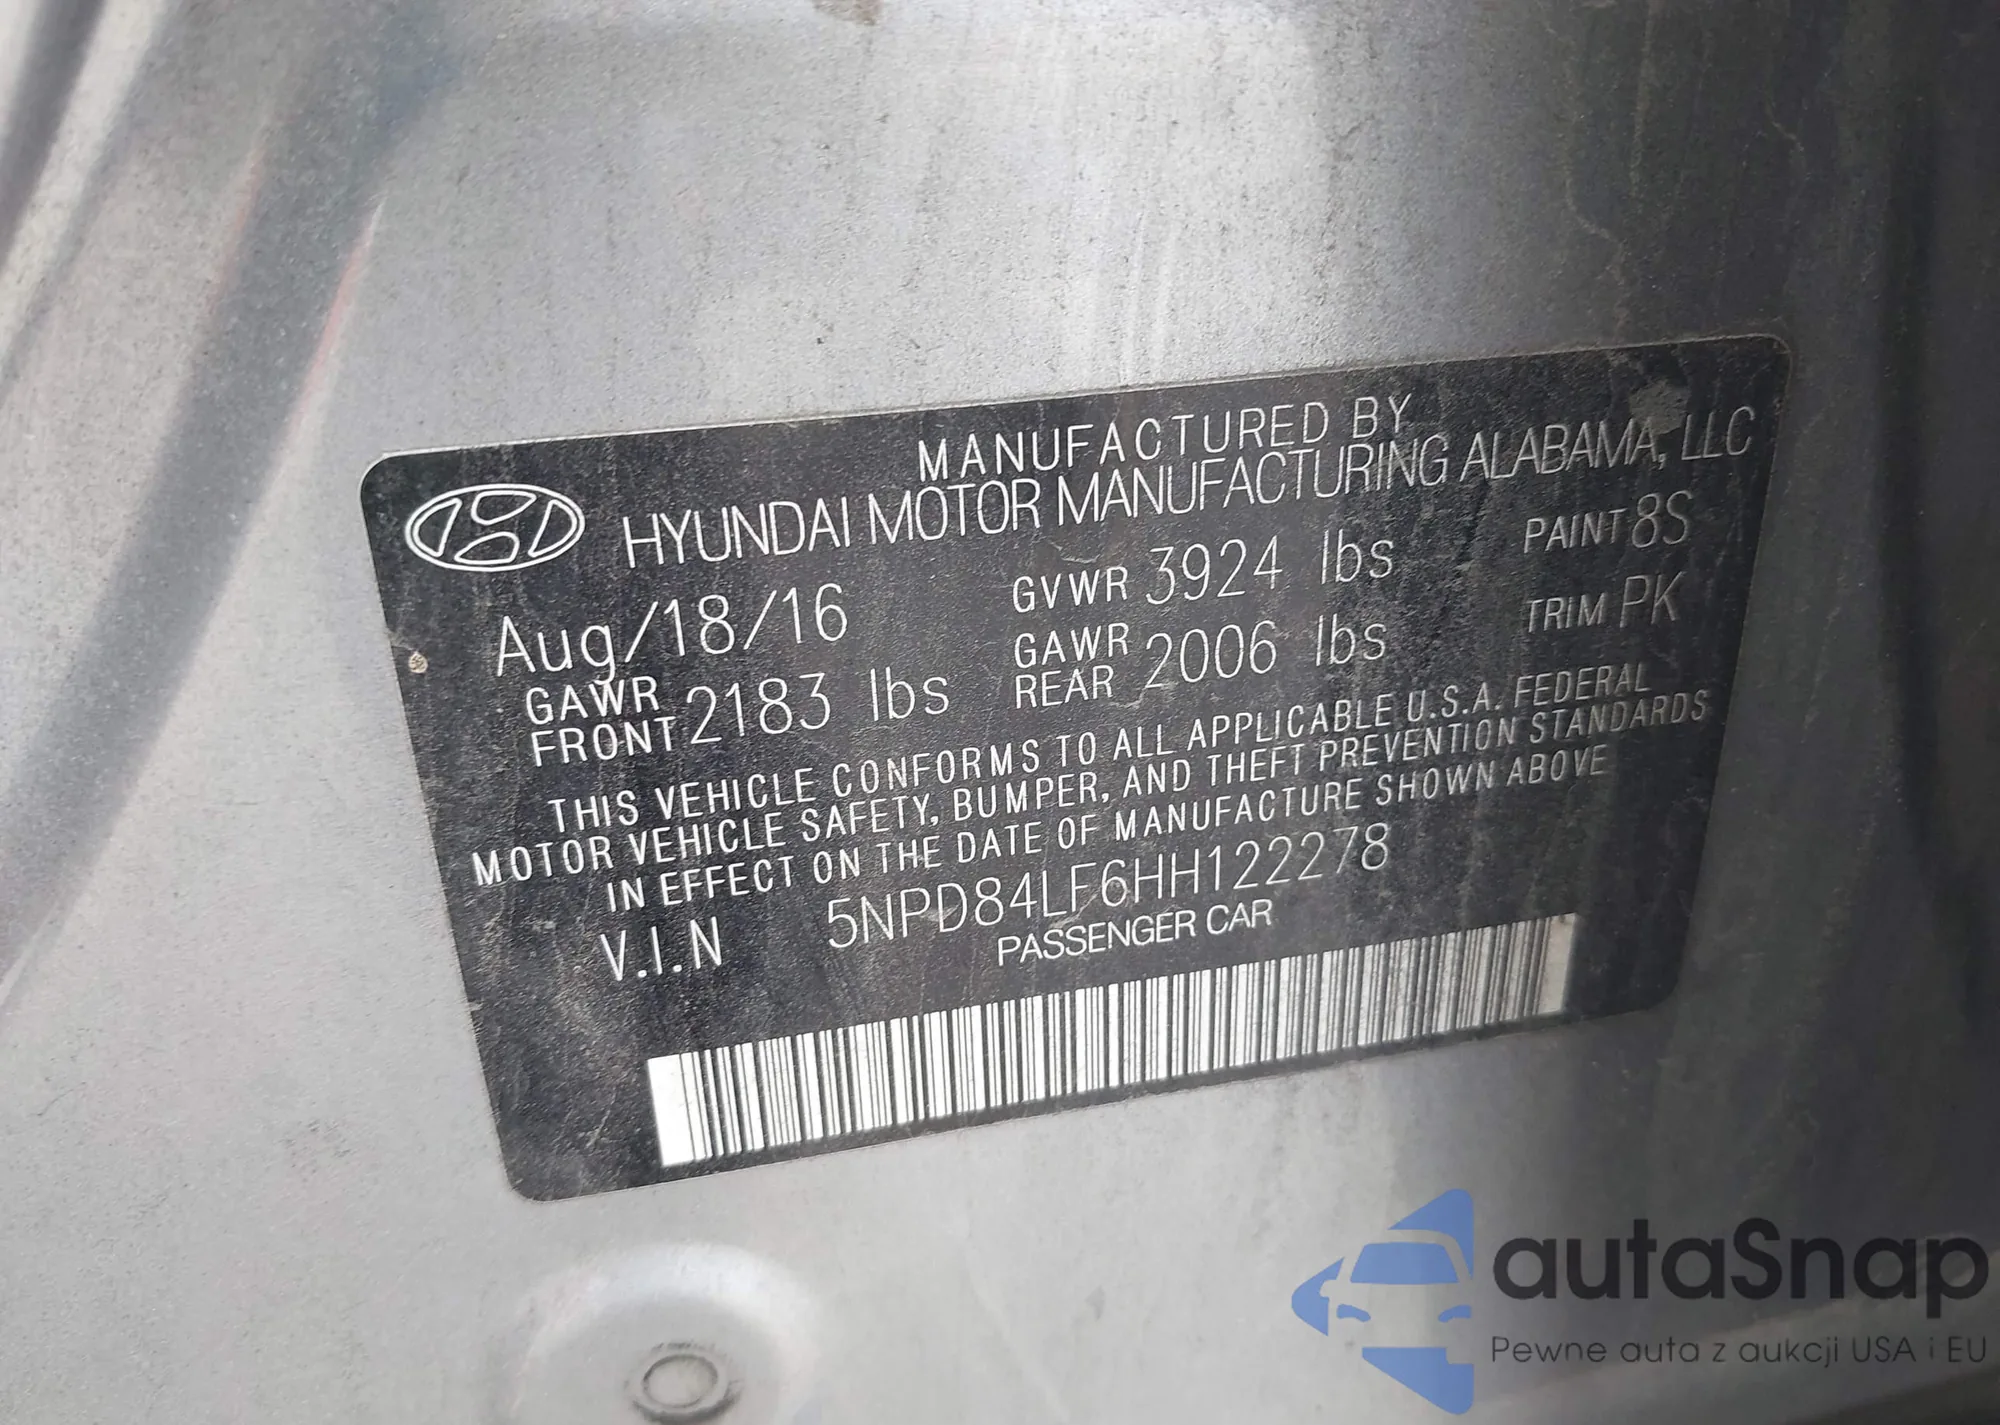 MANUFACTURED BY
HYUNDAI MOTOR MANUFACTURING ALABAMA, LLC
Aug/18/16 GVWR 3924 lbs PAINT 8S
GAWR FRONT 2183 lbs GAWR REAR 2006 lbs TRIM PK
THIS VEHICLE CONFORMS TO ALL APPLICABLE U.S.A. FEDERAL
MOTOR VEHICLE SAFETY, BUMPER, AND THEFT PREVENTION STANDARDS
IN EFFECT ON THE DATE OF MANUFACTURE SHOWN ABOVE
V.I.N 5NPD84LF6HH122278
PASSENGER CAR
autaSnap
Pewne auta z aukcji USA i EU